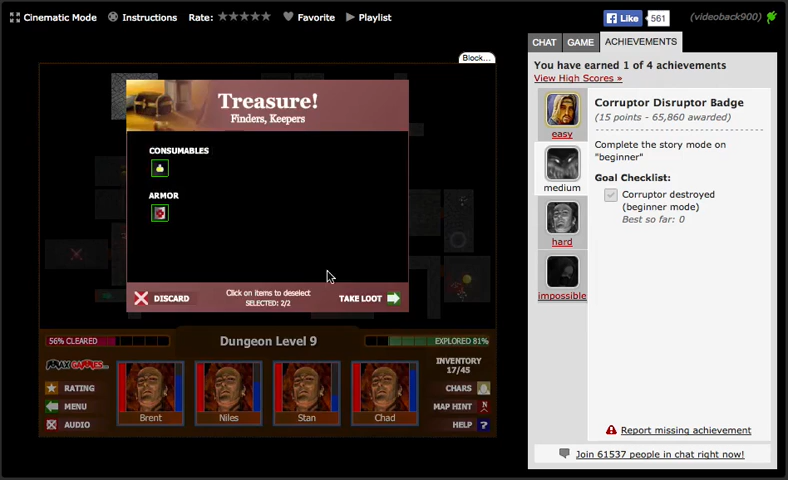 Cinematic Mode
Instructions
Rate:
Favorite
Playlist
Like
561
(videoback900)
CHAT
GAME
ACHIEVEMENTS
Block...
Treasure!
Finders, Keepers
CONSUMABLES
ARMOR
DISCARD
Click on items to deselect
SELECTED: 2/2
TAKE LOOT
56% CLEARED
Dungeon Level 9
EXPLORED 81%
MAX GAMES
INVENTORY
17/45
RATING
MENU
AUDIO
Brent
Niles
Stan
Chad
CHARS
MAP HINT
N
HELP
?
You have earned 1 of 4 achievements
View High Scores »
easy
medium
hard
impossible
Corruptor Disruptor Badge
(15 points - 65,860 awarded)
Complete the story mode on
"beginner"
Goal Checklist:
Corruptor destroyed
(beginner mode)
Best so far: 0
Report missing achievement
Join 61537 people in chat right now!